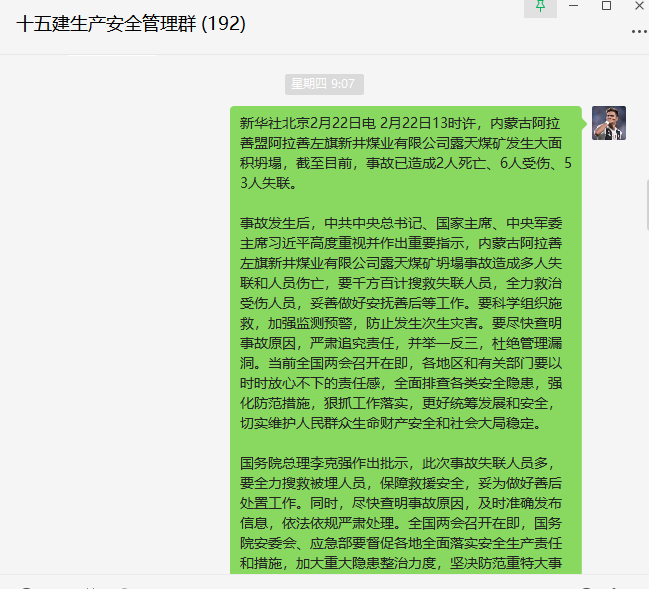 十五建生产安全管理群 (192)
星期四 9:07
新华社北京2月22日电 2月22日13时许，内蒙古阿拉
善盟阿拉善左旗新井煤业有限公司露天煤矿发生大面
积坍塌，截至目前，事故已造成2人死亡、6人受伤、5
3人失联。
事故发生后，中共中央总书记、国家主席、中央军委
主席习近平高度重视并作出重要指示，内蒙古阿拉善
左旗新井煤业有限公司露天煤矿坍塌事故造成多人失
联和人员伤亡，要千方百计搜救失联人员，全力救治
受伤人员，妥善做好安抚善后等工作。要科学组织施
救，加强监测预警，防止发生次生灾害。要尽快查明
事故原因，严肃追究责任，并举一反三，杜绝管理漏
洞。当前全国两会召开在即，各地区和有关部门要以
时时放心不下的责任感，全面排查各类安全隐患，强
化防范措施，狠抓工作落实，更好统筹发展和安全，
切实维护人民群众生命财产安全和社会大局稳定。
国务院总理李克强作出批示，此次事故失联人员多，
要全力搜救被埋人员，保障救援安全，妥为做好善后
处置工作。同时，尽快查明事故原因，及时准确发布
信息，依法依规严肃处理。全国两会召开在即，国务
院安委会、应急部要督促各地全面落实安全生产责任
和措施，加大重大隐患整治力度，坚决防范重特大事